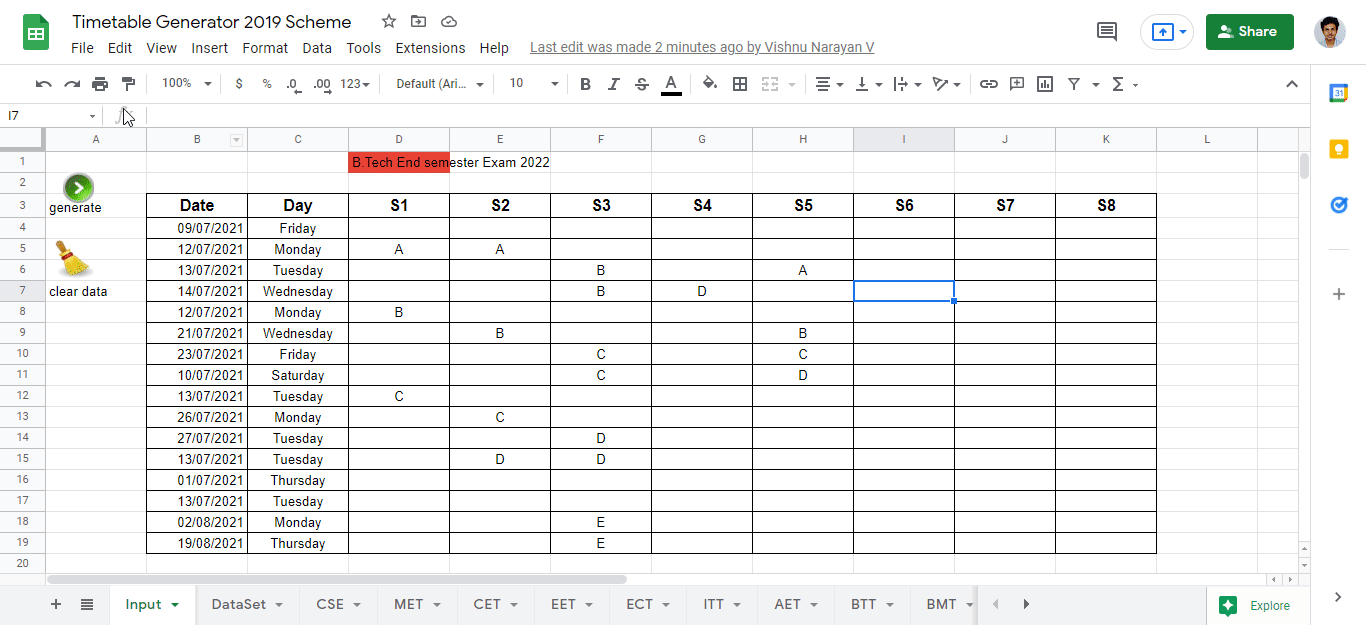 Timetable Generator 2019 Scheme
File Edit View Insert Format Data Tools Extensions Help Last edit was made 2 minutes ago by Vishnu Narayan V
Share
100% $ % .0 .00 123 Default (Ari... 10 B I S A
I7
A B C D E F G H I J K L
1 B.Tech End semester Exam 2022
2
3 generate Date Day S1 S2 S3 S4 S5 S6 S7 S8
4 09/07/2021 Friday
5 12/07/2021 Monday A A
6 13/07/2021 Tuesday B A
7 clear data 14/07/2021 Wednesday B D
8 12/07/2021 Monday B
9 21/07/2021 Wednesday B B
10 23/07/2021 Friday C C
11 10/07/2021 Saturday C D
12 13/07/2021 Tuesday C
13 26/07/2021 Monday C
14 27/07/2021 Tuesday D
15 13/07/2021 Tuesday D D
16 01/07/2021 Thursday
17 13/07/2021 Tuesday
18 02/08/2021 Monday E
19 19/08/2021 Thursday E
20
Input DataSet CSE MET CET EET ECT ITT AET BTT BMT Explore
31